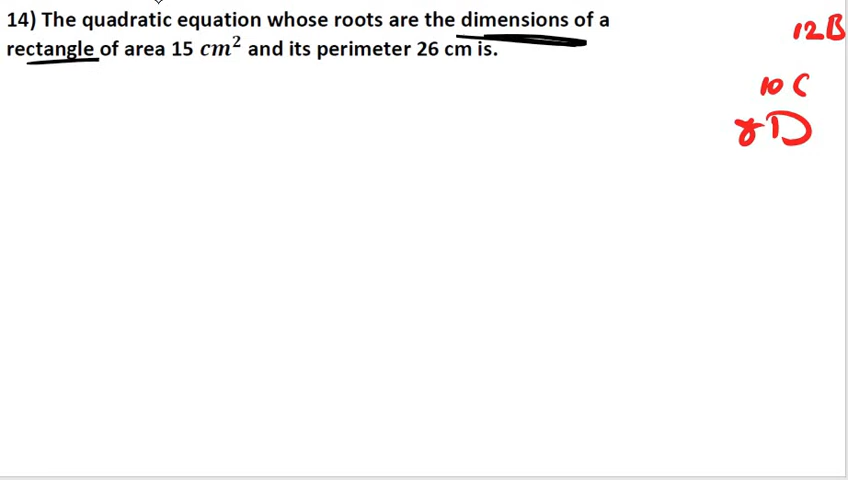 14) The quadratic equation whose roots are the dimensions of a
rectangle of area 15 cm² and its perimeter 26 cm is.
12B
10 C
8D